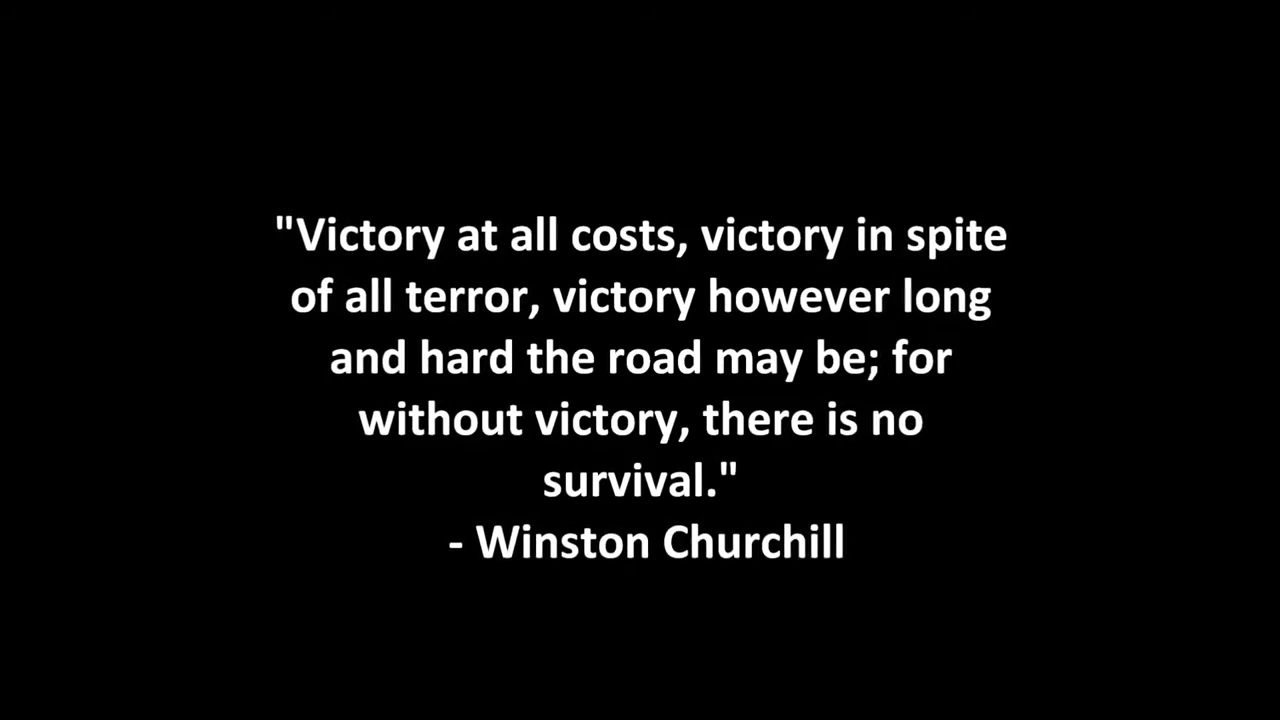 "Victory at all costs, victory in spite
of all terror, victory however long
and hard the road may be; for
without victory, there is no
survival."
- Winston Churchill